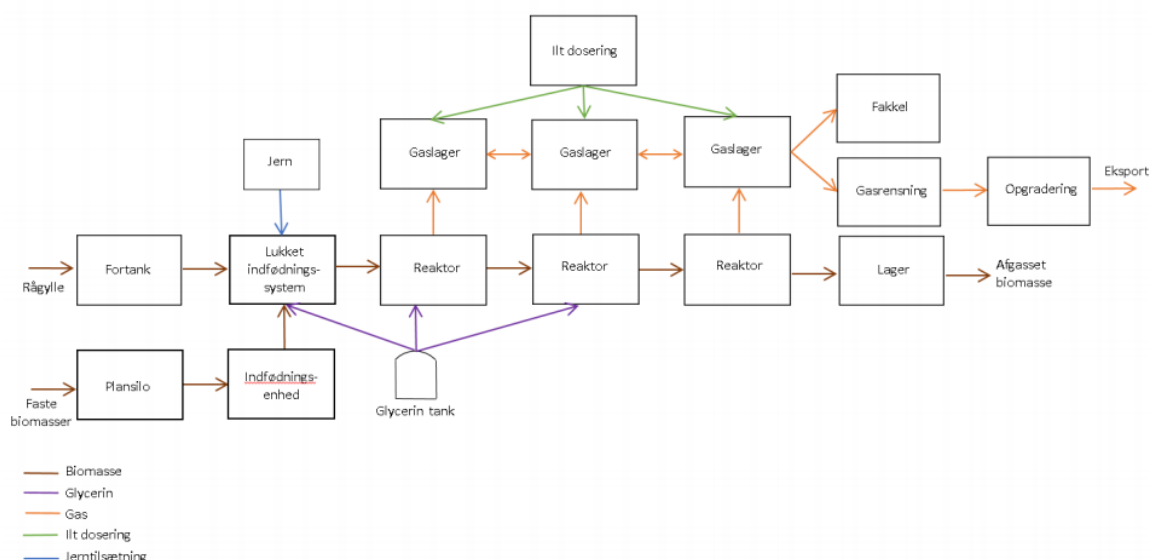 Ilt dosering
Fakkel
Gaslager
Gaslager
Gaslager
Jern
Gasrensning
Opgradering
Eksport
Rågylle
Fortank
Lukket
indfødnings-
system
Reaktor
Reaktor
Reaktor
Lager
Afgasset
biomasse
Faste
biomasser
Plansilo
Indfødnings-
enhed
Glycerin tank
Biomasse
Glycerin
Gas
Ilt dosering
Jerntilsætning